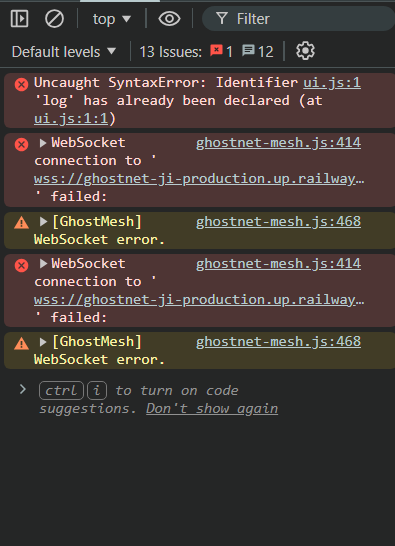 top
Filter
Default levels
13 Issues: 1 12
Uncaught SyntaxError: Identifier ui.js:1
'log' has already been declared (at
ui.js:1:1)
WebSocket ghostnet-mesh.js:414
connection to '
wss://ghostnet-ji-production.up.railway…
' failed:
[GhostMesh] ghostnet-mesh.js:468
WebSocket error.
WebSocket ghostnet-mesh.js:414
connection to '
wss://ghostnet-ji-production.up.railway…
' failed:
[GhostMesh] ghostnet-mesh.js:468
WebSocket error.
ctrl i to turn on code
suggestions. Don't show again